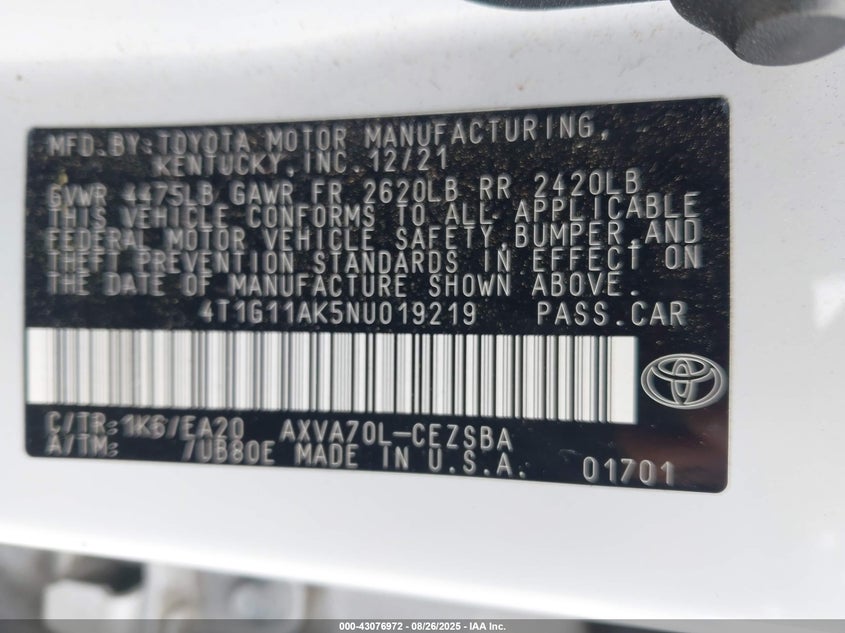 MFD.BY:TOYOTA MOTOR MANUFACTURING,
KENTUCKY,INC.12/21
GVWR 4475LB GAWR FR 2620LB RR 2420LB
THIS VEHICLE CONFORMS TO ALL APPLICABLE
FEDERAL MOTOR VEHICLE SAFETY,BUMPER,AND
THEFT PREVENTION STANDARDS IN EFFECT ON
THE DATE OF MANUFACTURE SHOWN ABOVE.
4T1G11AK5NU019219 PASS.CAR
C/TR:1K6/EA20 AXVA70L-CEZSBA
A/TM: /UB80E MADE IN U.S.A. 01701
000-43076972 - 08/26/2025 - IAA Inc.